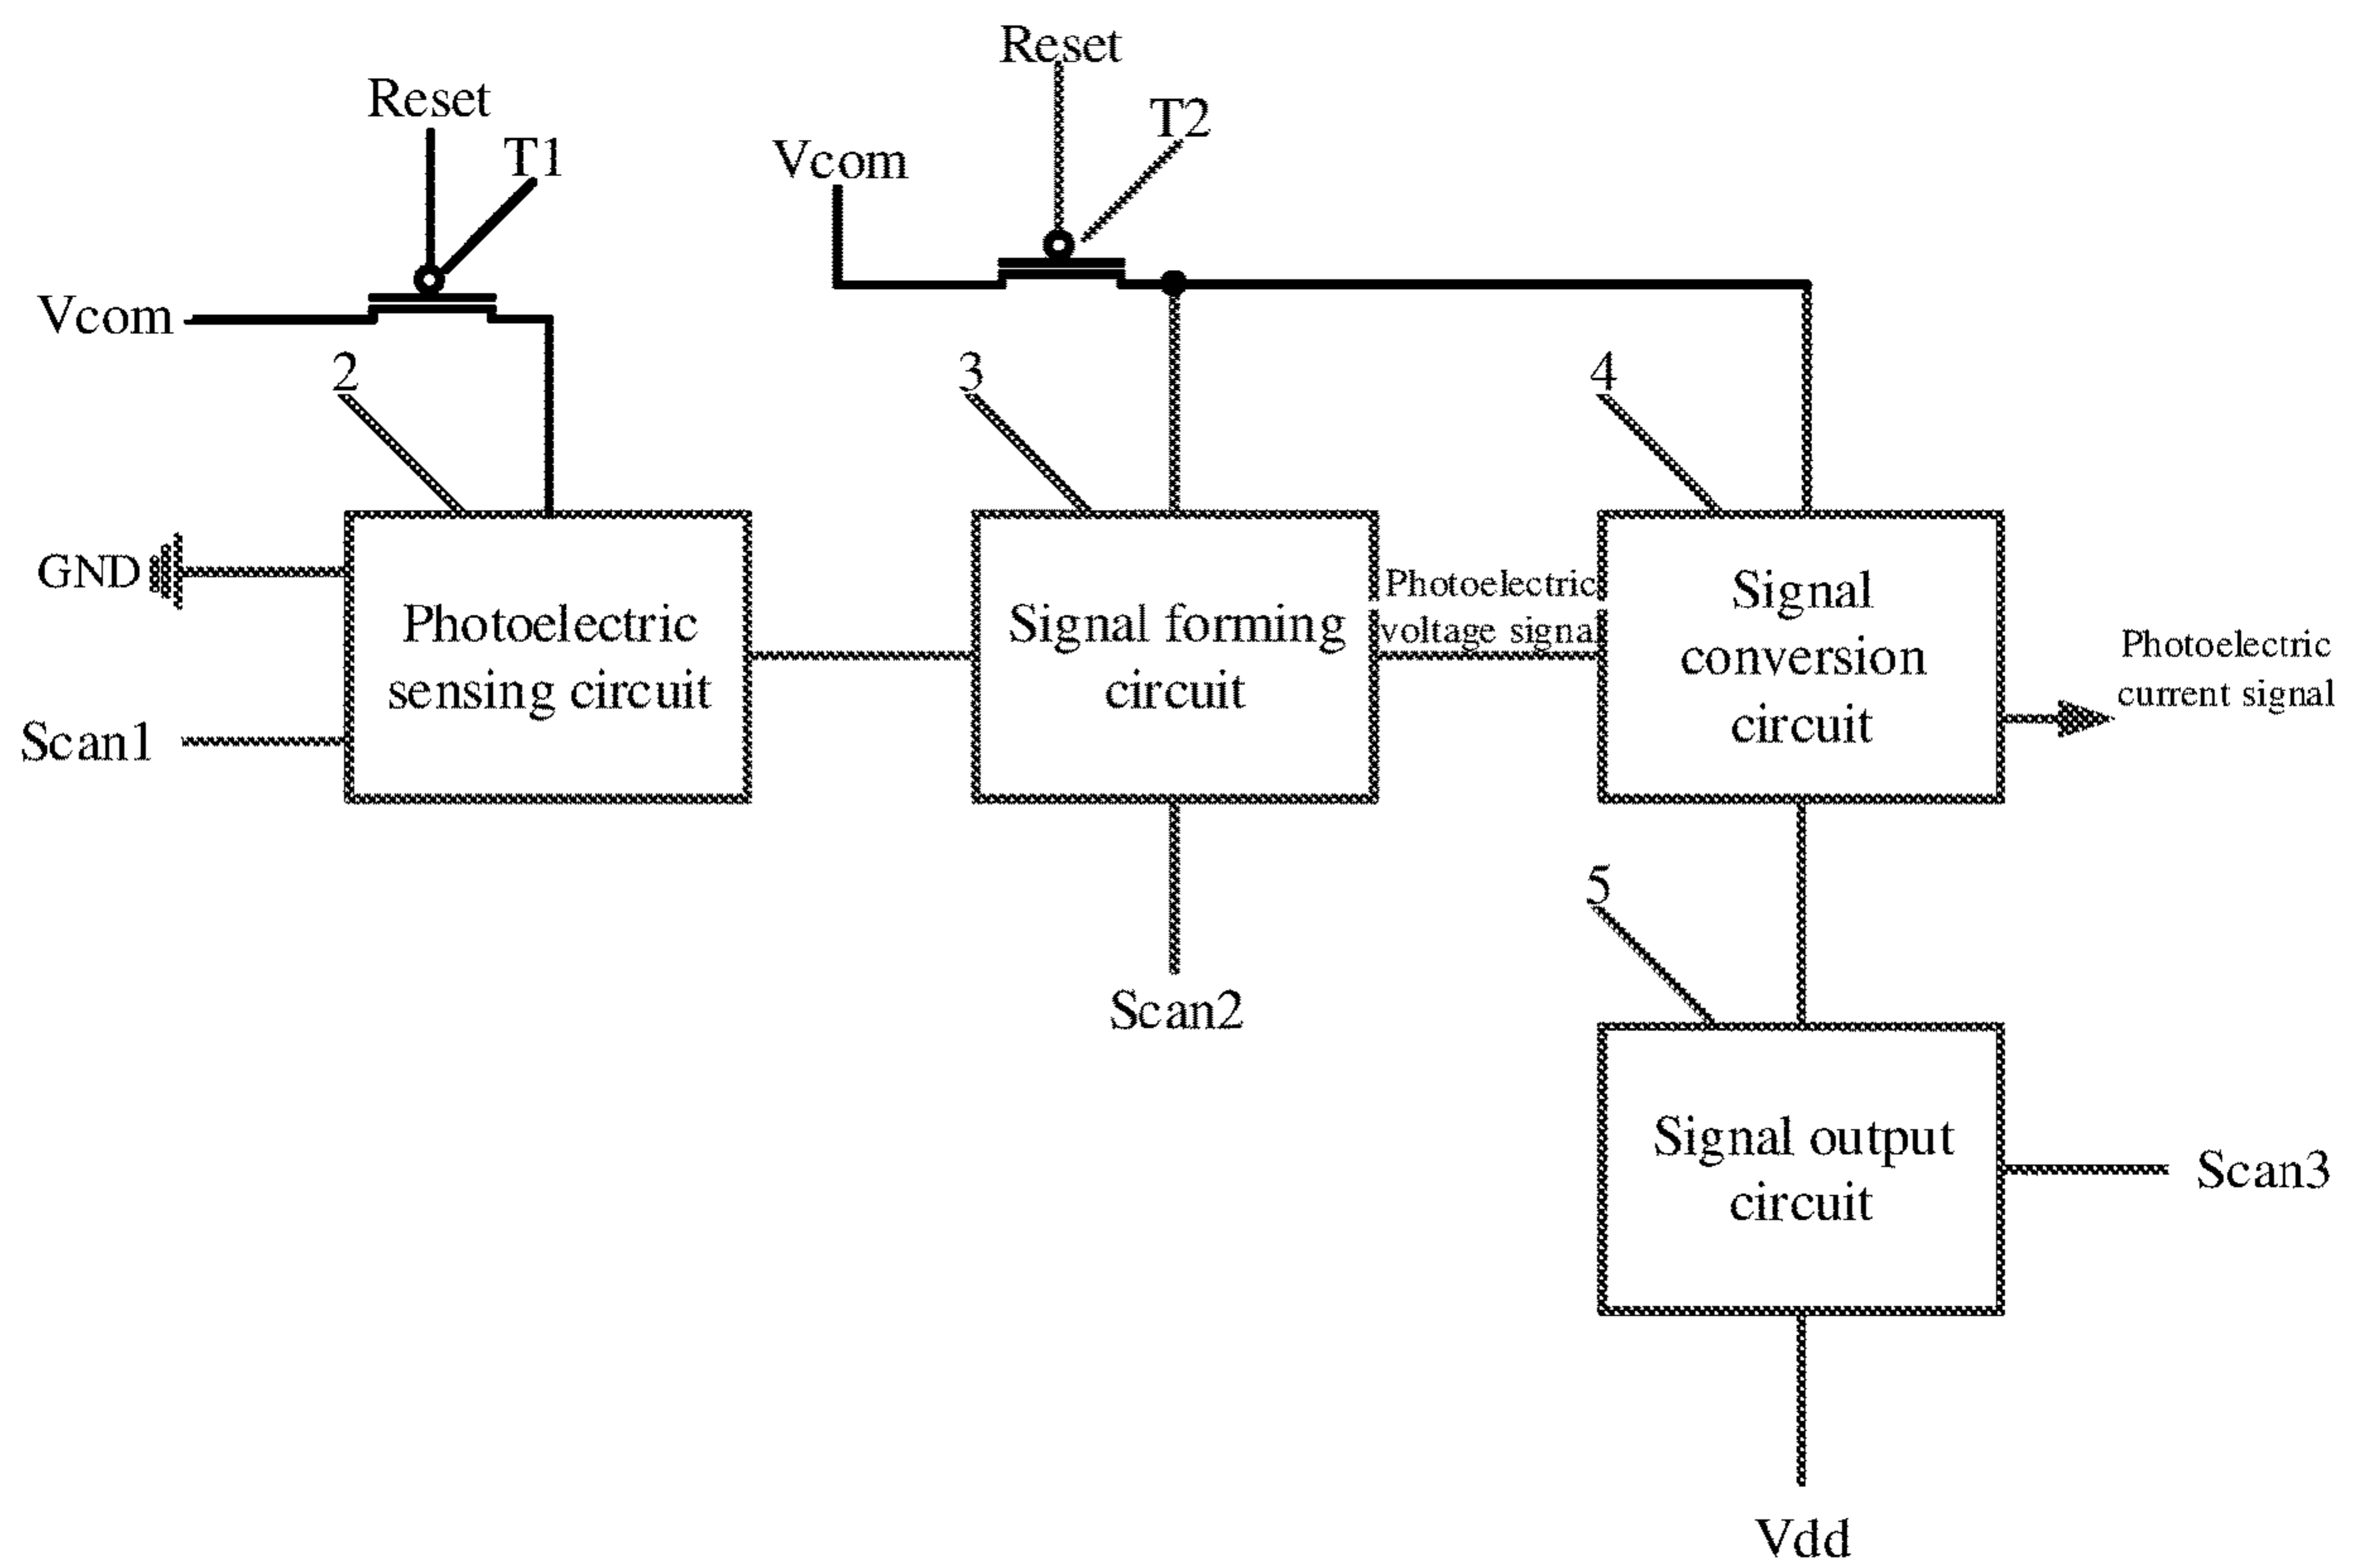 Reset
T2
Vcom
Reset
T1
Vcom
2
3
4
GND
Scan1
Photoelectric
sensing circuit
Signal forming
circuit
Photoelectric
voltage signal
Signal
conversion
circuit
Photoelectric
current signal
Scan2
5
Signal output
circuit
Scan3
Vdd